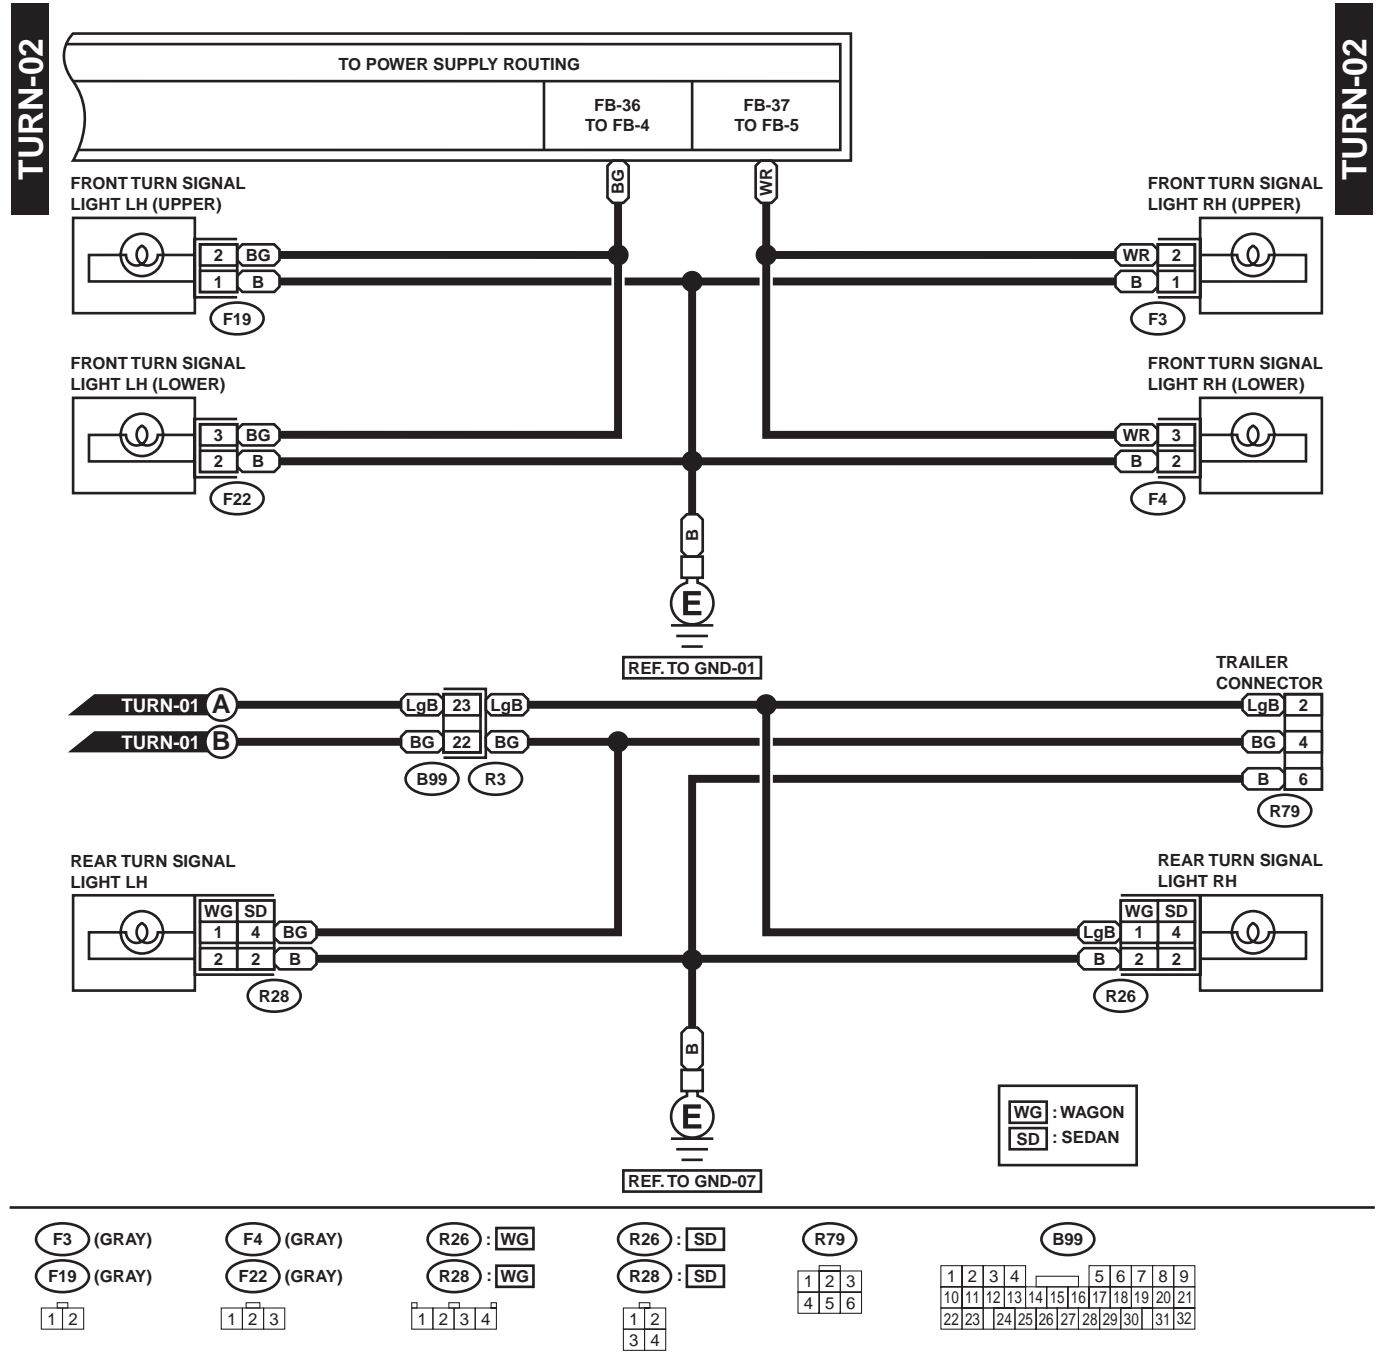 TURN-02
TURN-02
TO POWER SUPPLY ROUTING
FB-36
TO FB-4
FB-37
TO FB-5
BG
WR
FRONT TURN SIGNAL
LIGHT LH (UPPER)
2 BG
1 B
F19
FRONT TURN SIGNAL
LIGHT RH (UPPER)
WR 2
B 1
F3
FRONT TURN SIGNAL
LIGHT LH (LOWER)
3 BG
2 B
F22
FRONT TURN SIGNAL
LIGHT RH (LOWER)
WR 3
B 2
F4
B
E
REF. TO GND-01
TRAILER
CONNECTOR
TURN-01 A LgB 23 LgB LgB 2
TURN-01 B BG 22 BG BG 4
B99 R3 B 6
R79
REAR TURN SIGNAL
LIGHT LH
WG SD
1 4 BG
2 2 B
R28
REAR TURN SIGNAL
LIGHT RH
WG SD
LgB 1 4
B 2 2
R26
B
E
REF. TO GND-07
WG : WAGON
SD : SEDAN
F3 (GRAY)
F19 (GRAY)
1 2
F4 (GRAY)
F22 (GRAY)
1 2 3
R26 : WG
R28 : WG
1 2 3 4
R26 : SD
R28 : SD
1 2
3 4
R79
1 2 3
4 5 6
B99
1 2 3 4 5 6 7 8 9
10 11 12 13 14 15 16 17 18 19 20 21
22 23 24 25 26 27 28 29 30 31 32